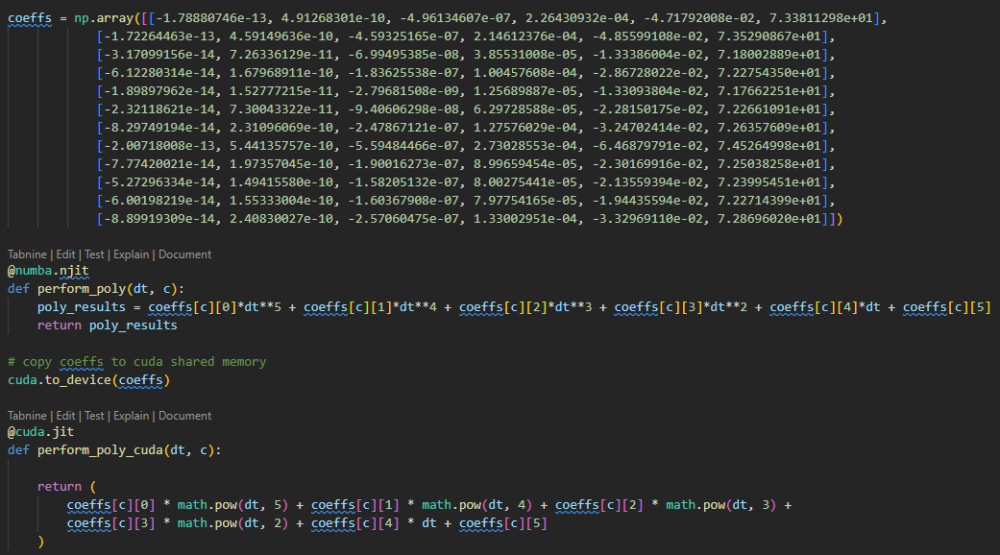 coeffs = np.array([[-1.78880746e-13, 4.91268301e-10, -4.96134607e-07, 2.26430932e-04, -4.71792008e-02, 7.33811298e+01],
[-1.72264463e-13, 4.59149636e-10, -4.59325165e-07, 2.14612376e-04, -4.85599108e-02, 7.35290867e+01],
[-3.17099156e-14, 7.26336129e-11, -6.99495385e-08, 3.85531008e-05, -1.33386004e-02, 7.18002889e+01],
[-6.12280314e-14, 1.67968911e-10, -1.83625538e-07, 1.00457608e-04, -2.86728022e-02, 7.22754350e+01],
[-1.89897962e-14, 1.52777215e-11, -2.79681508e-09, 1.25689887e-05, -1.33093804e-02, 7.17662251e+01],
[-2.32118621e-14, 7.30043322e-11, -9.40606298e-08, 6.29728588e-05, -2.28150175e-02, 7.22661091e+01],
[-8.29749194e-14, 2.31096069e-10, -2.47867121e-07, 1.27576029e-04, -3.24702414e-02, 7.26357609e+01],
[-2.00718008e-13, 5.44135757e-10, -5.59484466e-07, 2.73028553e-04, -6.46879791e-02, 7.45264998e+01],
[-7.77420021e-14, 1.97357045e-10, -1.90016273e-07, 8.99659454e-05, -2.30169916e-02, 7.25038258e+01],
[-5.27296334e-14, 1.49415580e-10, -1.58205132e-07, 8.00275441e-05, -2.13559394e-02, 7.23995451e+01],
[-6.00198219e-14, 1.55333004e-10, -1.60367908e-07, 7.97754165e-05, -1.94435594e-02, 7.22714399e+01],
[-8.89919309e-14, 2.40830027e-10, -2.57060475e-07, 1.33002951e-04, -3.32969110e-02, 7.28696020e+01]])
Tabnine | Edit | Test | Explain | Document
@numba.njit
def perform_poly(dt, c):
poly_results = coeffs[c][0]*dt**5 + coeffs[c][1]*dt**4 + coeffs[c][2]*dt**3 + coeffs[c][3]*dt**2 + coeffs[c][4]*dt + coeffs[c][5]
return poly_results
# copy coeffs to cuda shared memory
cuda.to_device(coeffs)
Tabnine | Edit | Test | Explain | Document
@cuda.jit
def perform_poly_cuda(dt, c):
return (
coeffs[c][0] * math.pow(dt, 5) + coeffs[c][1] * math.pow(dt, 4) + coeffs[c][2] * math.pow(dt, 3) +
coeffs[c][3] * math.pow(dt, 2) + coeffs[c][4] * dt + coeffs[c][5]
)